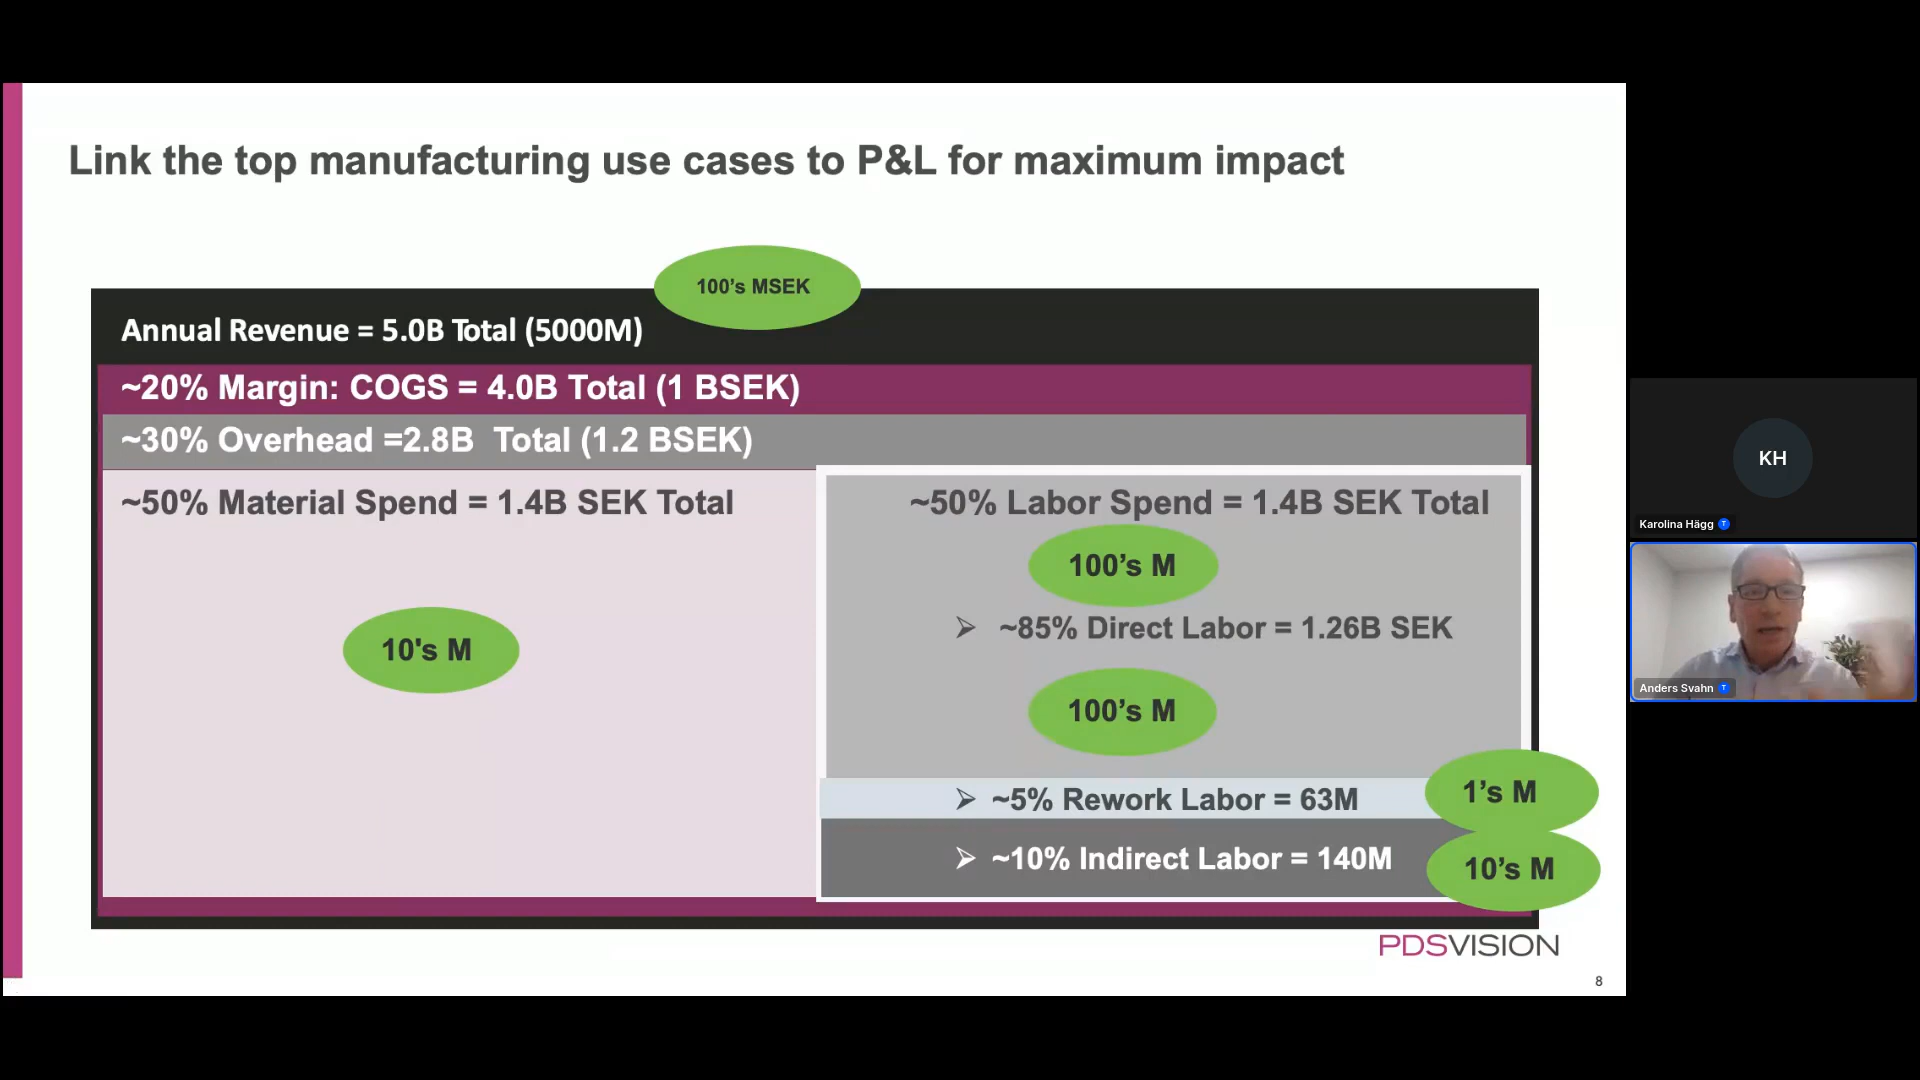 Link the top manufacturing use cases to P&L for maximum impact
100's MSEK
Annual Revenue = 5.0B Total (5000M)
~20% Margin: COGS = 4.0B Total (1 BSEK)
~30% Overhead =2.8B  Total (1.2 BSEK)
~50% Material Spend = 1.4B SEK Total
10's M
~50% Labor Spend = 1.4B SEK Total
100’s M
➢ ~85% Direct Labor = 1.26B SEK
100’s M
➢ ~5% Rework Labor = 63M
1’s M
➢ ~10% Indirect Labor = 140M
10’s M
PDSVISION
8
KH
Karolina Hägg T
Anders Svahn T